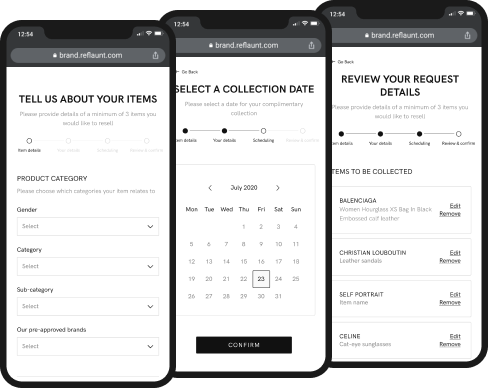 12:54
brand.reflaunt.com
TELL US ABOUT YOUR ITEMS
Please provide details of a minimum of 3 items you
would like to resell
Item details
Your details
Scheduling
Review & confirm
PRODUCT CATEGORY
Please choose which categories your item relates to
Gender
Select
Category
Select
Sub-category
Select
Our pre-approved brands
Select
12:54
brand.reflaunt.com
Go Back
SELECT A COLLECTION DATE
Please select a date for your complimentary
collection
Your details
Scheduling
Review & confirm
July 2020
Mon Tue Wed Thu Fri Sat Sun
1 2 3 4
5 6 7 8 9 10 11
12 13 14 15 16 17 18
19 20 21 22 23 24 25
26 27 28 29 30 31
CONFIRM
12:54
brand.reflaunt.com
Go Back
REVIEW YOUR REQUEST
DETAILS
Please provide details of a minimum of 3 items you
would like to resell
Your details
Scheduling
Review & confirm
ITEMS TO BE COLLECTED
BALENCIAGA
Women Hourglass XS Bag In Black
Embossed calf leather
Edit
Remove
CHRISTIAN LOUBOUTIN
Leather sandals
Edit
Remove
SELF PORTRAIT
Item name
Edit
Remove
CELINE
Cat-eye sunglasses
Edit
Remove